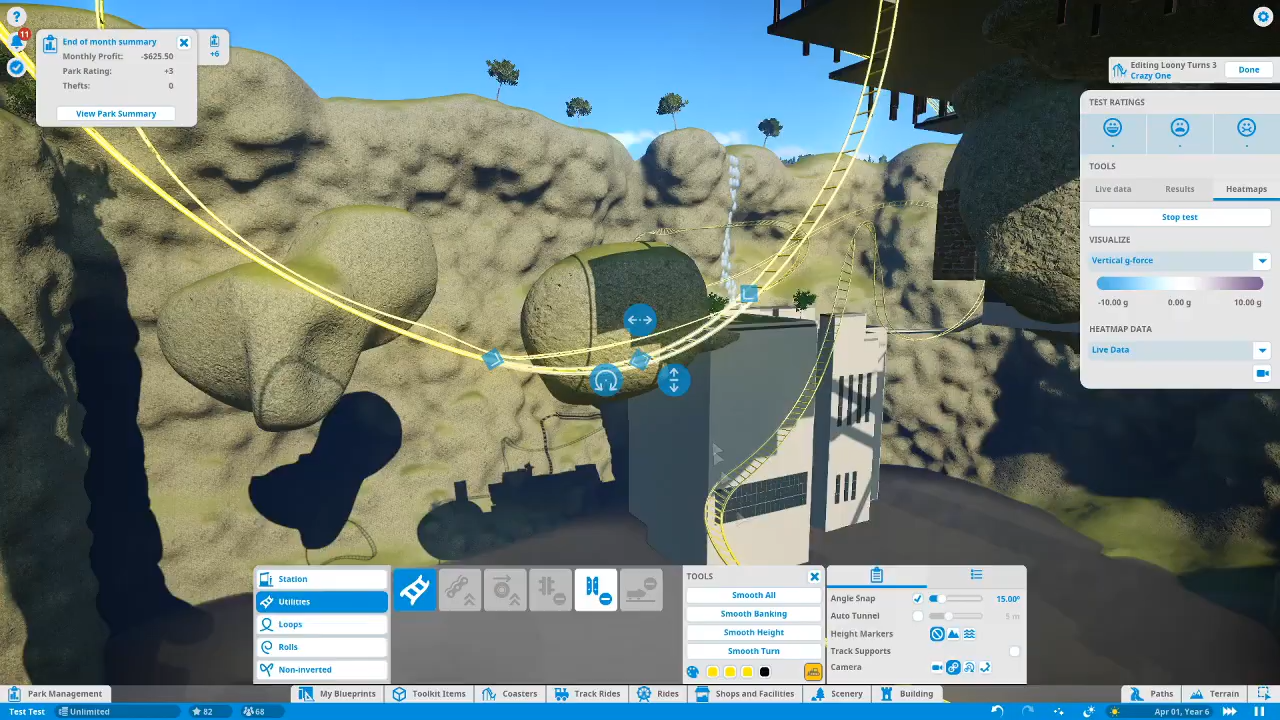 ?
11
End of month summary
Monthly Profit: -$625.50
Park Rating: +3
Thefts: 0
View Park Summary
+6
Editing Loony Turns 3
Crazy One
Done
TEST RATINGS
- - -
TOOLS
Live data Results Heatmaps
Stop test
VISUALIZE
Vertical g-force
-10.00 g 0.00 g 10.00 g
HEATMAP DATA
Live Data
Station
Utilities
Loops
Rolls
Non-inverted
TOOLS
Smooth All
Smooth Banking
Smooth Height
Smooth Turn
Angle Snap 15.00°
Auto Tunnel 5 m
Height Markers
Track Supports
Camera
Park Management My Blueprints Toolkit Items Coasters Track Rides Rides Shops and Facilities Scenery Building Paths Terrain
Test Test Unlimited 82 68 Apr 01, Year 6